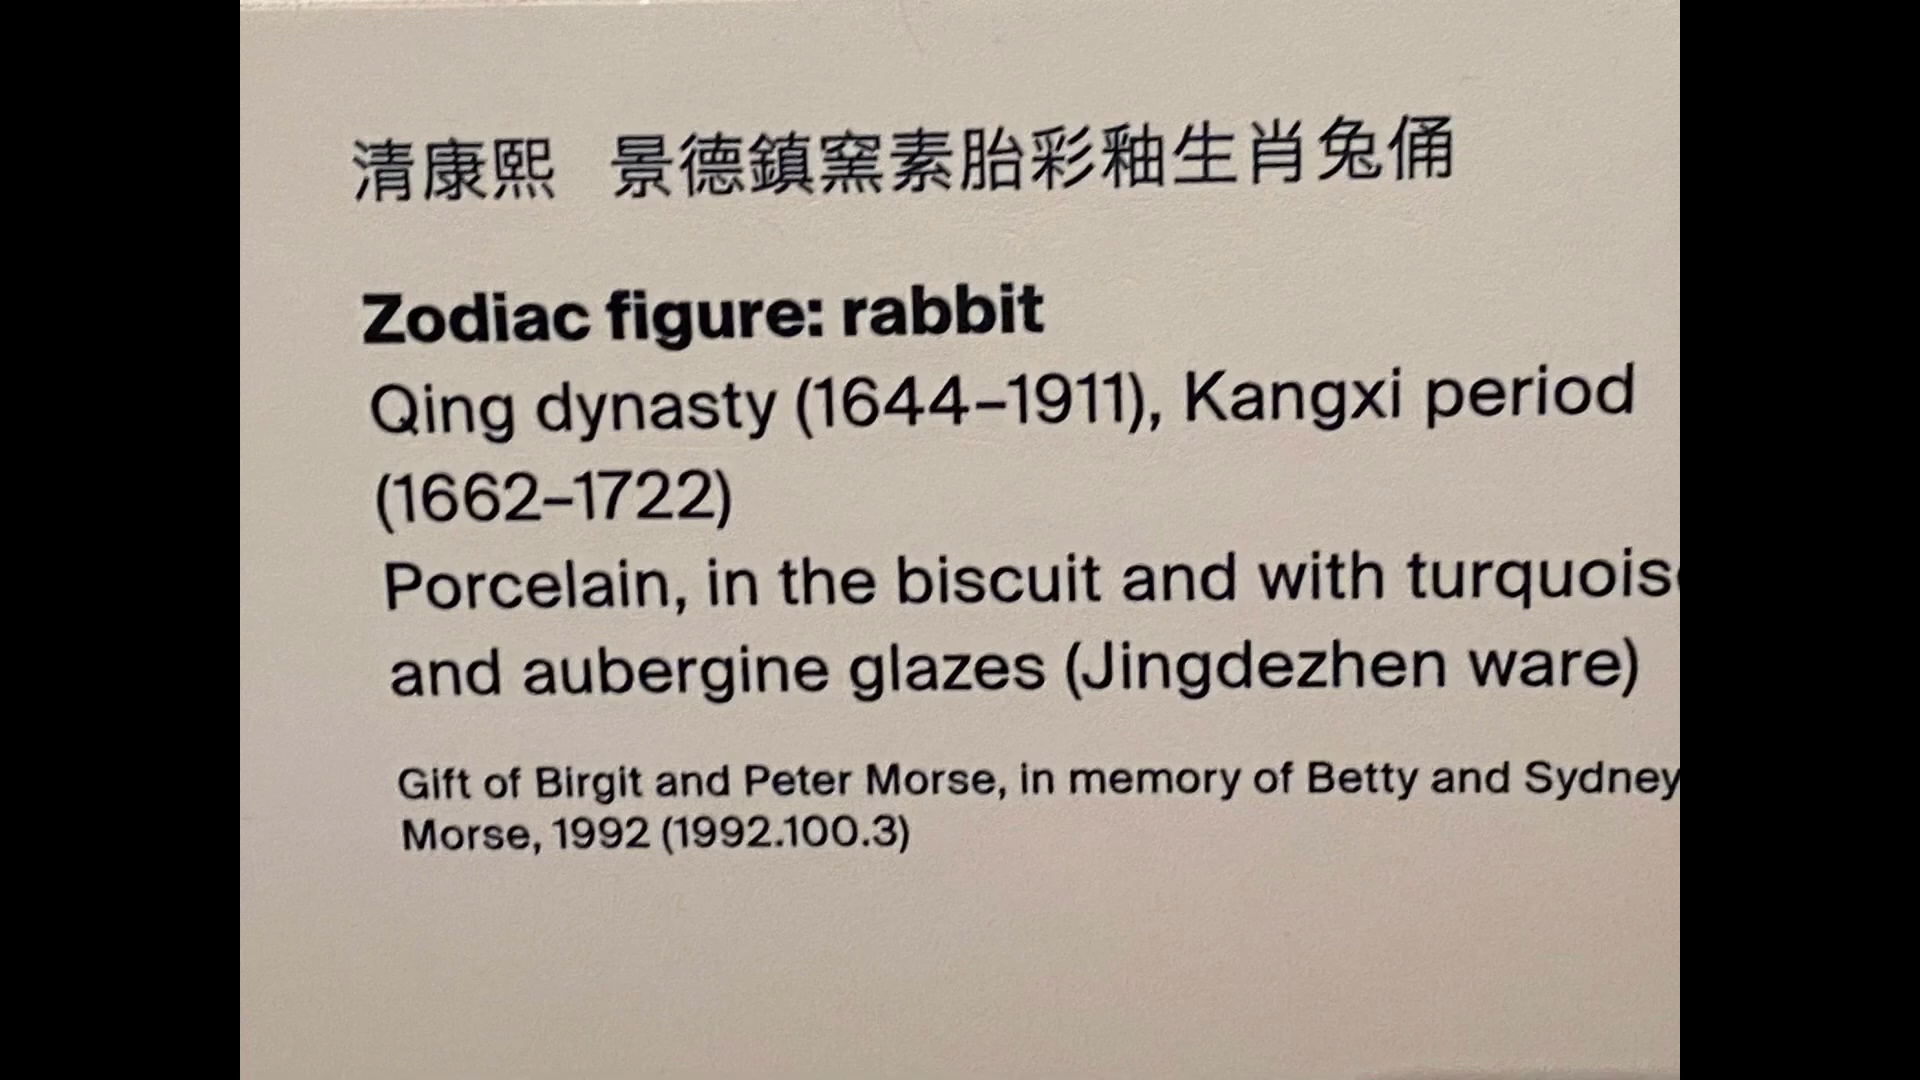 清康熙 景德鎮窯素胎彩釉生肖兔俑
Zodiac figure: rabbit
Qing dynasty (1644–1911), Kangxi period
(1662–1722)
Porcelain, in the biscuit and with turquoise
and aubergine glazes (Jingdezhen ware)
Gift of Birgit and Peter Morse, in memory of Betty and Sydney
Morse, 1992 (1992.100.3)